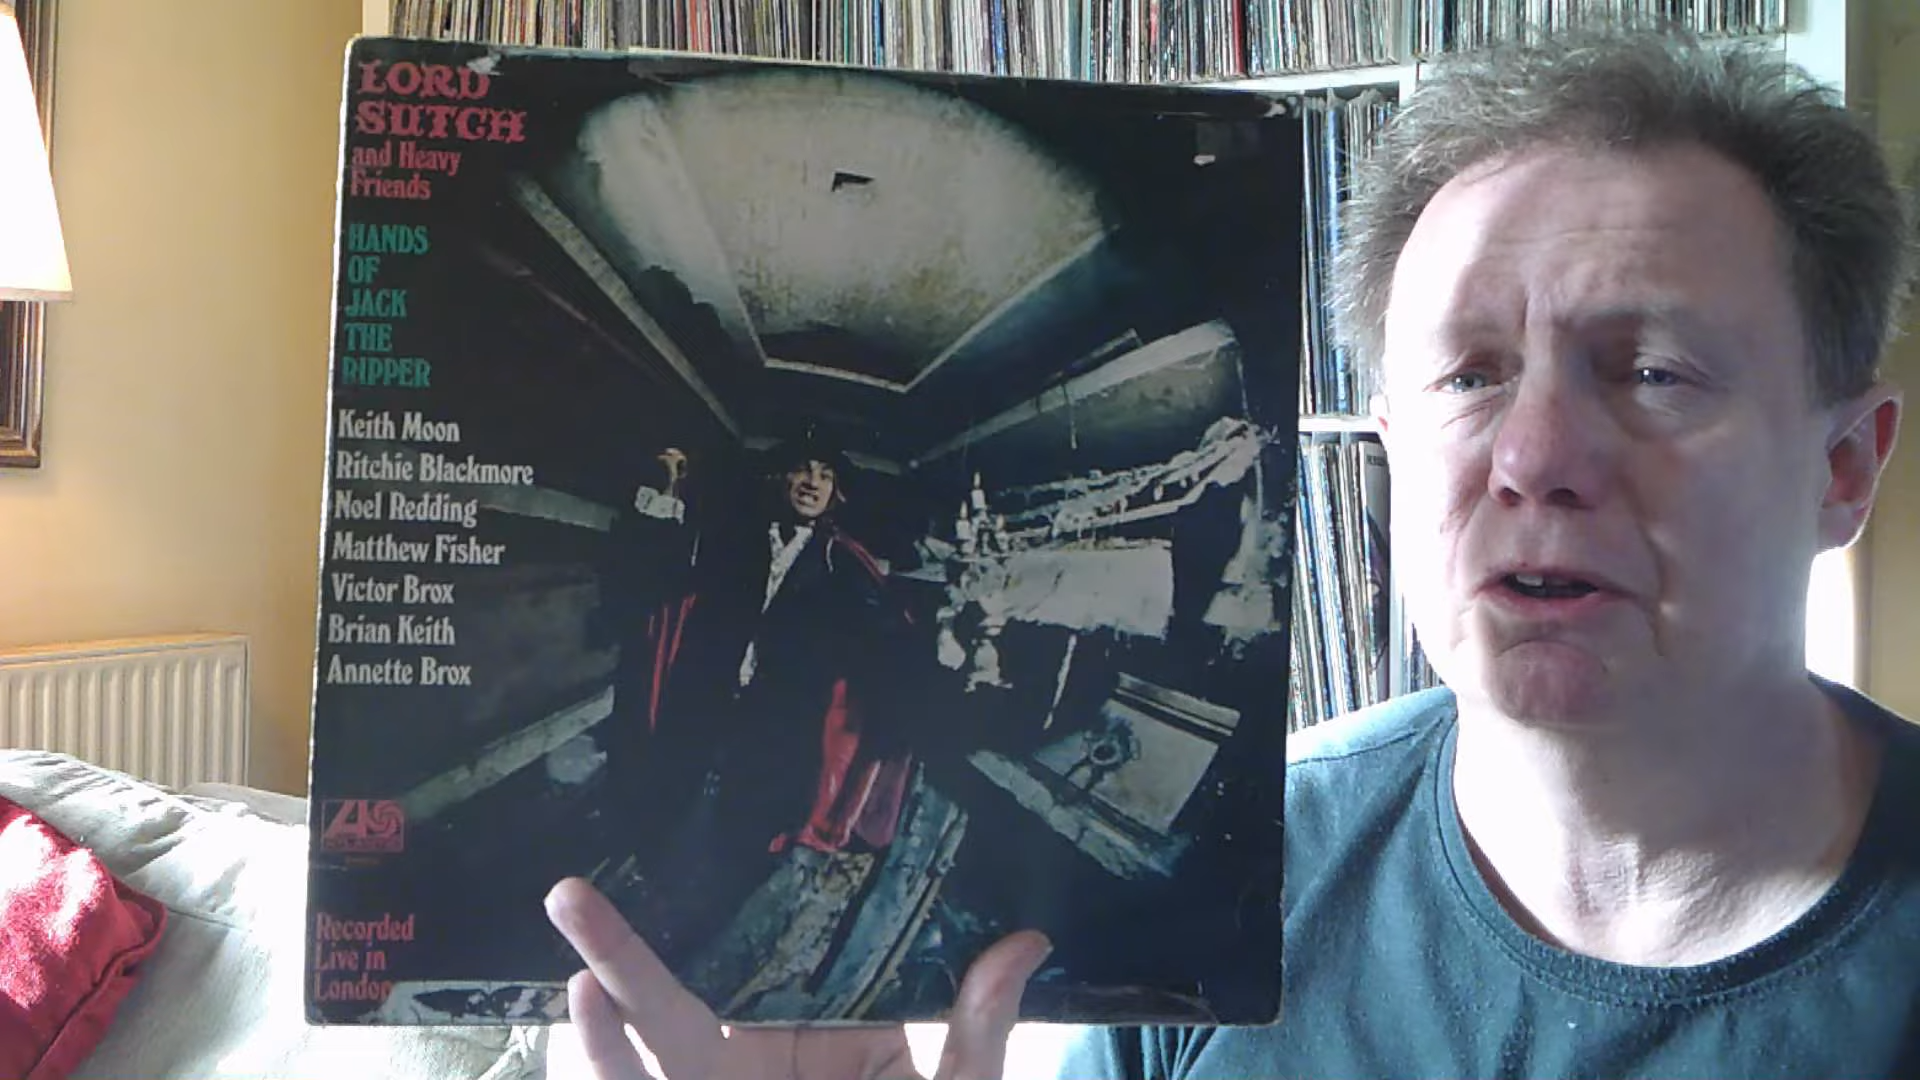 LORD
SUTCH
and Heavy
Friends
HANDS
OF
JACK
THE
RIPPER
Keith Moon
Ritchie Blackmore
Noel Redding
Matthew Fisher
Victor Brox
Brian Keith
Annette Brox
ATLANTIC
Recorded
Live in
London